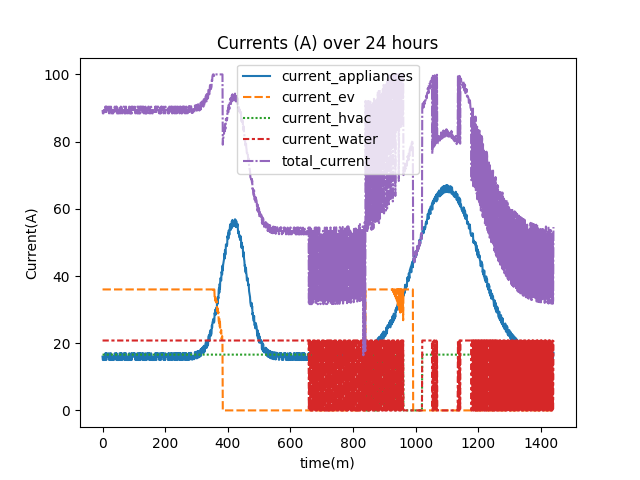 Currents (A) over 24 hours
current_appliances
current_ev
current_hvac
current_water
total_current
100
80
60
40
20
0
Current(A)
0 200 400 600 800 1000 1200 1400
time(m)